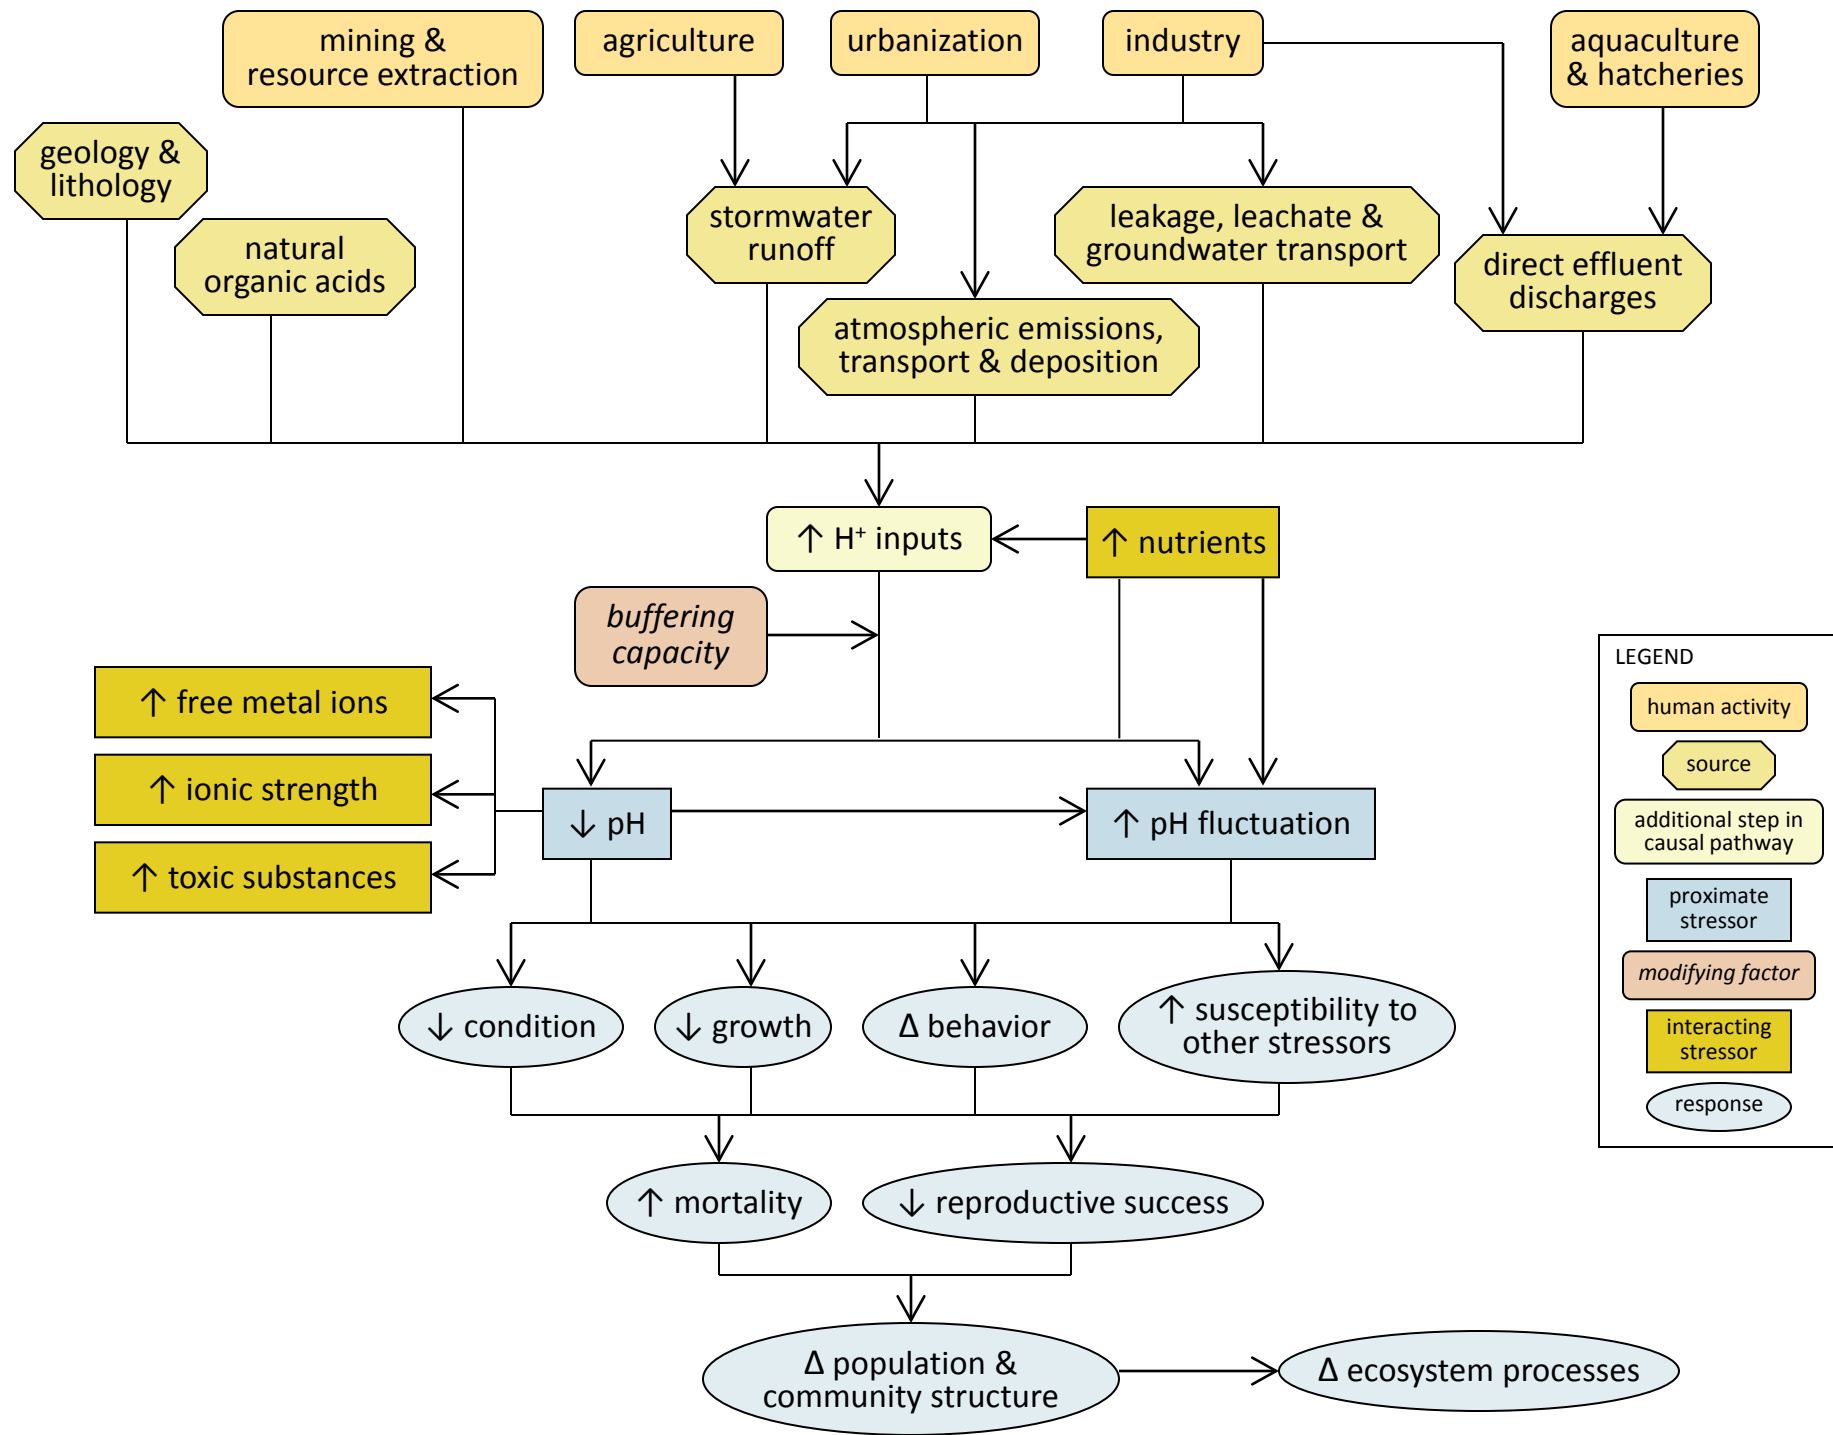 mining &
resource extraction
agriculture
urbanization
industry
aquaculture
& hatcheries
geology &
lithology
natural
organic acids
stormwater
runoff
leakage, leachate &
groundwater transport
direct effluent
discharges
atmospheric emissions,
transport & deposition
↑ H⁺ inputs
↑ nutrients
buffering
capacity
↑ free metal ions
↑ ionic strength
↑ toxic substances
↓ pH
↑ pH fluctuation
↓ condition
↓ growth
Δ behavior
↑ susceptibility to
other stressors
↑ mortality
↓ reproductive success
Δ population &
community structure
Δ ecosystem processes
LEGEND
human activity
source
additional step in
causal pathway
proximate
stressor
modifying factor
interacting
stressor
response